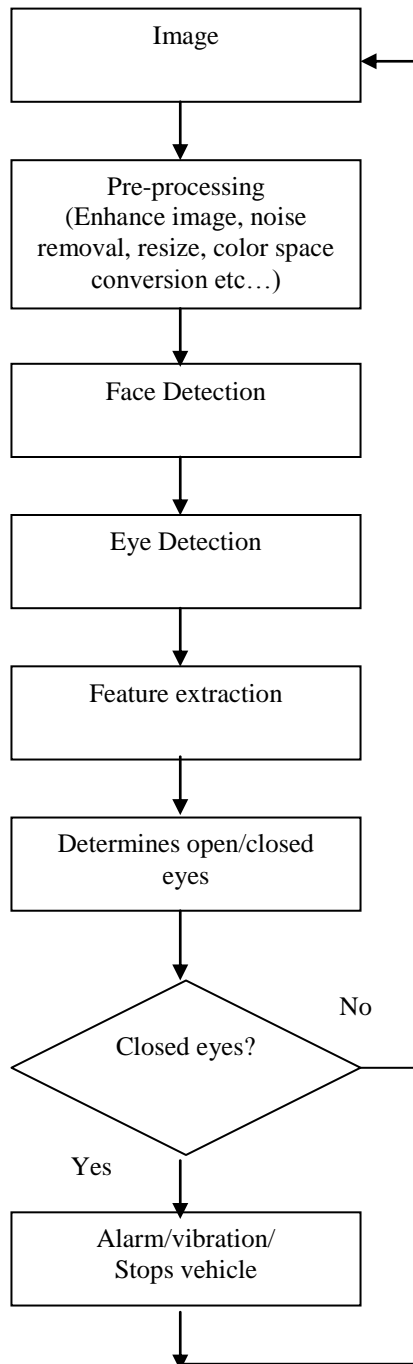 Image
Pre-processing
(Enhance image, noise
removal, resize, color space
conversion etc…)
Face Detection
Eye Detection
Feature extraction
Determines open/closed
eyes
No
Closed eyes?
Yes
Alarm/vibration/
Stops vehicle